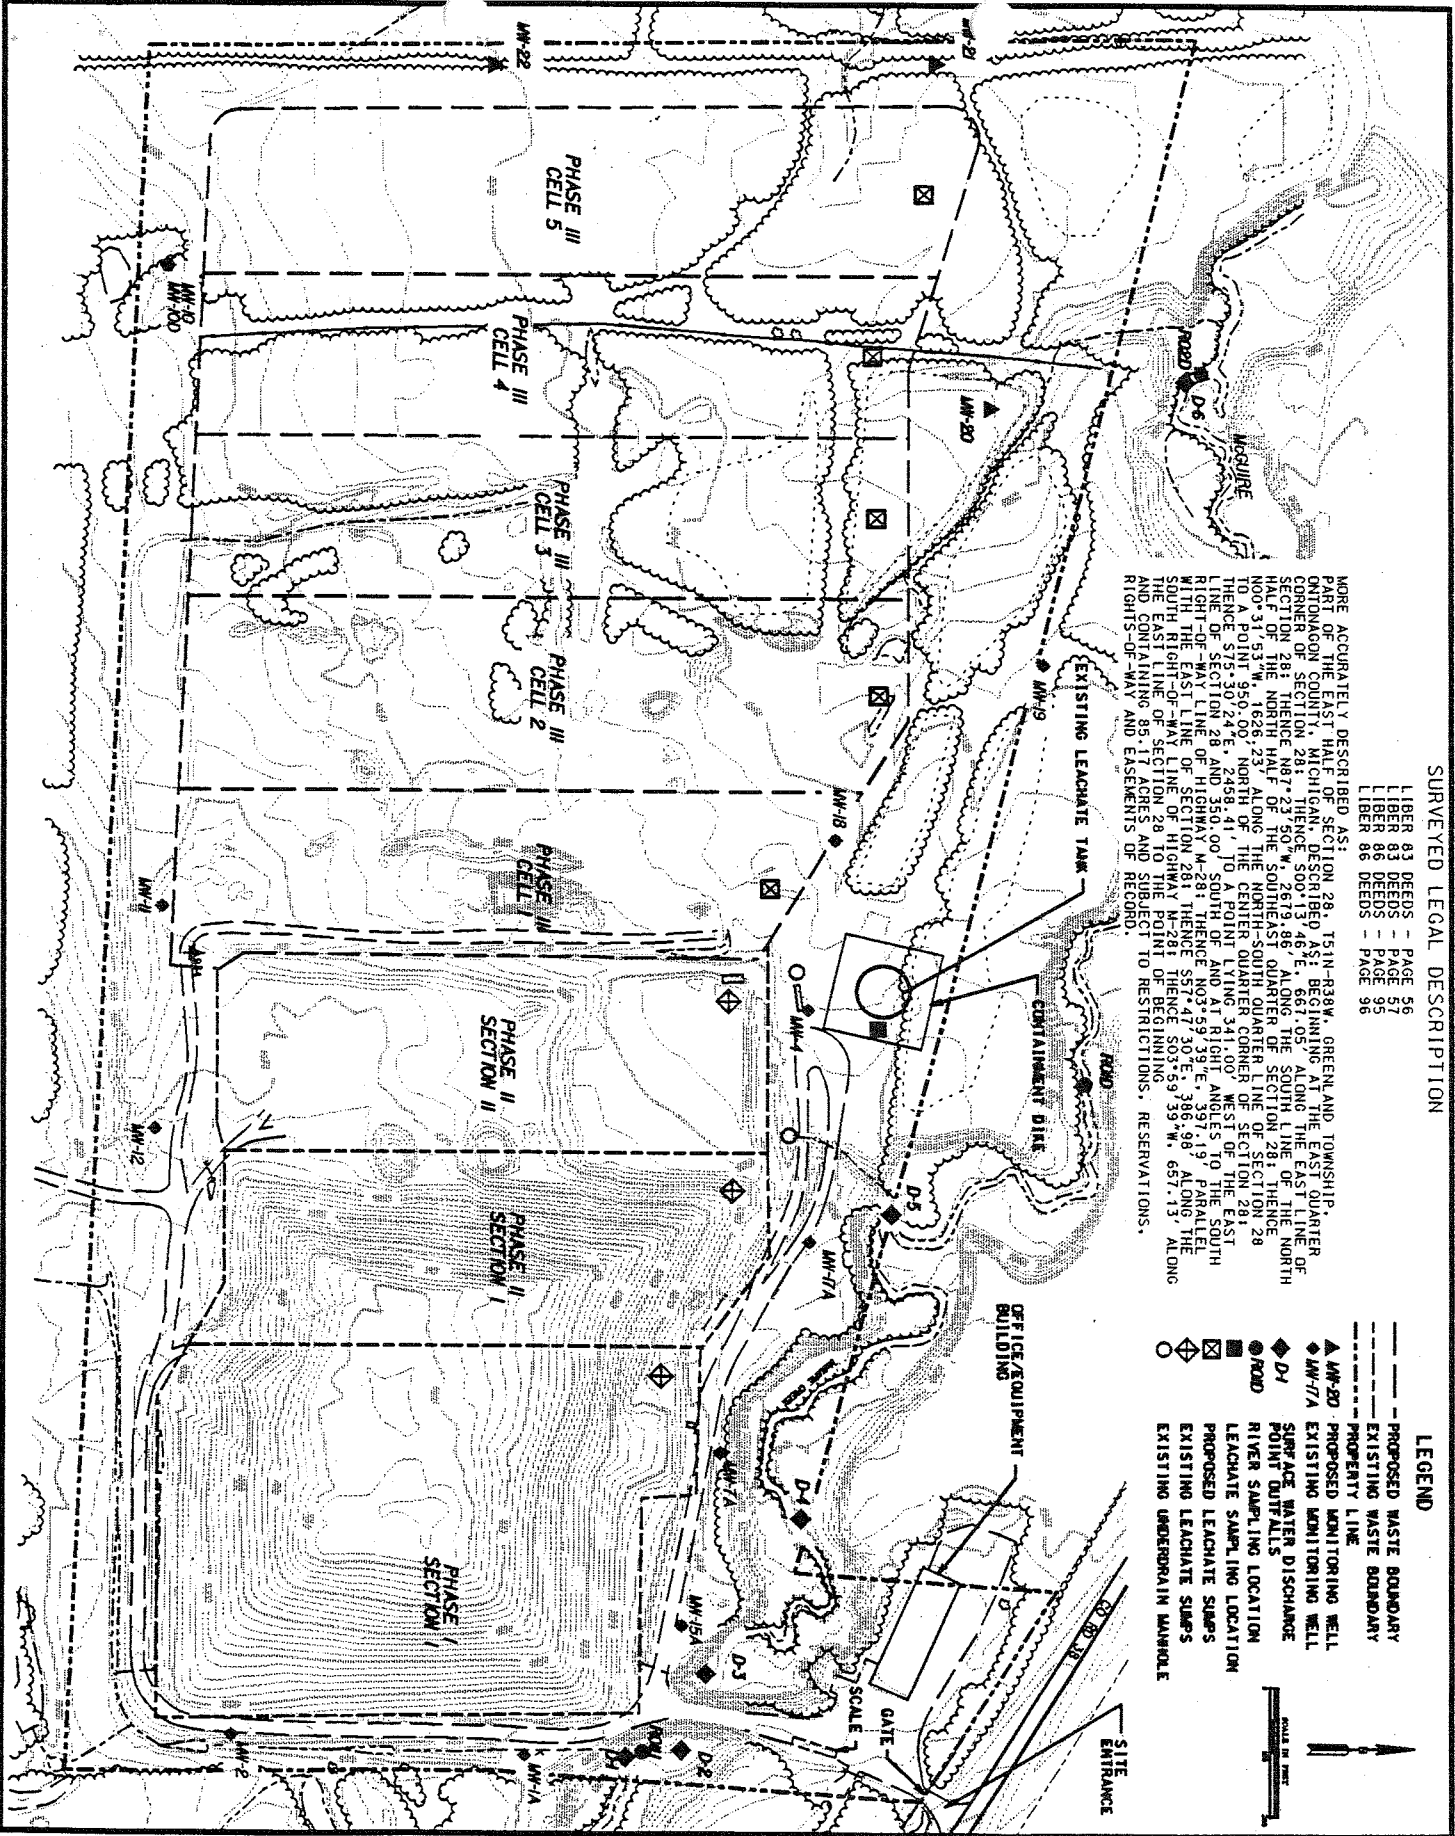 SURVEYED LEGAL DESCRIPTION
LIBER 83 DEEDS - PAGE 56
LIBER 83 DEEDS - PAGE 57
LIBER 86 DEEDS - PAGE 95
LIBER 86 DEEDS - PAGE 96
MORE ACCURATELY DESCRIBED AS:
PART OF THE EAST HALF OF SECTION 28, T51N-R38W, GREENLAND TOWNSHIP,
ONTONAGON COUNTY, MICHIGAN, DESCRIBED AS: BEGINNING AT THE EAST QUARTER
CORNER OF SECTION 28; THENCE S00°13'46"E, 667.05' ALONG THE EAST LINE OF
SECTION 28; THENCE N87°23'50"W, 2619.86' ALONG THE SOUTH LINE OF THE NORTH
HALF OF THE NORTH HALF OF THE SOUTHEAST QUARTER OF SECTION 28; THENCE
N00°31'53"W, 1626.23' ALONG THE NORTH-SOUTH QUARTER LINE OF SECTION 28
TO A POINT 950.00' NORTH OF THE CENTER QUARTER CORNER OF SECTION 28;
THENCE S75°30'24"E, 2458.41' TO A POINT LYING 341.00' WEST OF THE EAST
LINE OF SECTION 28 AND 350.00' SOUTH OF AND AT RIGHT ANGLES TO THE SOUTH
RIGHT-OF-WAY LINE OF HIGHWAY M-28; THENCE N03°59'39"E, 397.19' PARALLEL
WITH THE EAST LINE OF SECTION 28; THENCE S57°47'30"E, 386.98' ALONG THE
SOUTH RIGHT-OF-WAY LINE OF HIGHWAY M-28; THENCE S03°59'39"W, 657.13' ALONG
THE EAST LINE OF SECTION 28 TO THE POINT OF BEGINNING
AND CONTAINING 85.17 ACRES AND SUBJECT TO RESTRICTIONS, RESERVATIONS,
RIGHTS-OF-WAY AND EASEMENTS OF RECORD.
LEGEND
PROPOSED WASTE BOUNDARY
EXISTING WASTE BOUNDARY
PROPERTY LINE
MW-20 PROPOSED MONITORING WELL
MW-17A EXISTING MONITORING WELL
D-1 SURFACE WATER DISCHARGE
POINT OUTFALLS
RIVER SAMPLING LOCATION
LEACHATE SAMPLING LOCATION
PROPOSED LEACHATE SUMPS
EXISTING LEACHATE SUMPS
EXISTING UNDERDRAIN MANHOLE
SCALE IN FEET
MW-21
MW-22
D-6
McGUIRE
MW-20
MW-19
EXISTING LEACHATE TANK
CONTAINMENT DIKE
MW-18
MW-4
D-5
MW-17A
OFFICE/EQUIPMENT
BUILDING
D-4
MW-7A
MW-15A
D-3
SCALE
GATE
SITE
ENTRANCE
D-2
D-1
MW-1A
MW-2
PHASE III
CELL 5
PHASE III
CELL 4
PHASE III
CELL 3
PHASE III
CELL 2
PHASE III
CELL 1
PHASE II
SECTION II
PHASE II
SECTION I
PHASE I
SECTION I
MW-10
MW-10D
MW-11
MW-12